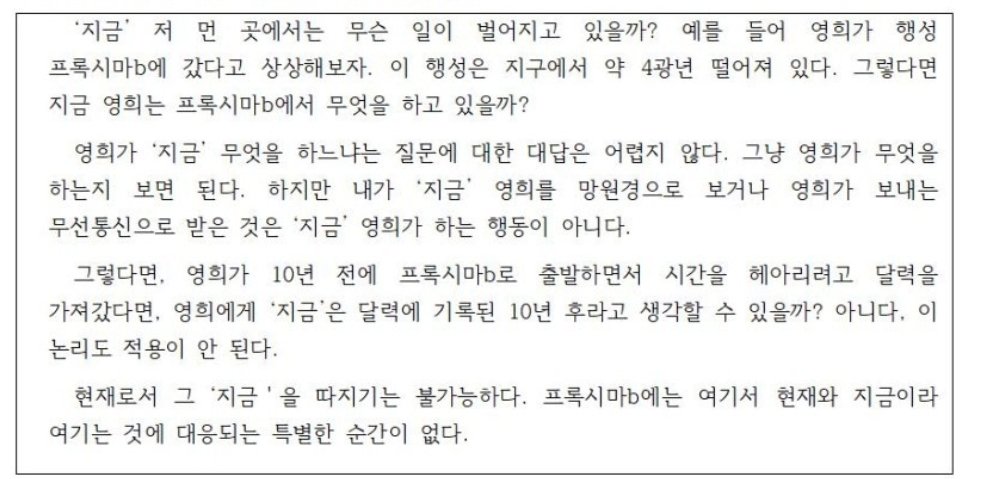 ‘지금’ 저 먼 곳에서는 무슨 일이 벌어지고 있을까? 예를 들어 영희가 행성
프록시마b에 갔다고 상상해보자. 이 행성은 지구에서 약 4광년 떨어져 있다. 그렇다면
지금 영희는 프록시마b에서 무엇을 하고 있을까?
영희가 ‘지금’ 무엇을 하느냐는 질문에 대한 대답은 어렵지 않다. 그냥 영희가 무엇을
하는지 보면 된다. 하지만 내가 ‘지금’ 영희를 망원경으로 보거나 영희가 보내는
무선통신으로 받은 것은 ‘지금’ 영희가 하는 행동이 아니다.
그렇다면, 영희가 10년 전에 프록시마b로 출발하면서 시간을 헤아리려고 달력을
가져갔다면, 영희에게 ‘지금’은 달력에 기록된 10년 후라고 생각할 수 있을까? 아니다, 이
논리도 적용이 안 된다.
현재로서 그 ‘지금＇을 따지기는 불가능하다. 프록시마b에는 여기서 현재와 지금이라
여기는 것에 대응되는 특별한 순간이 없다.